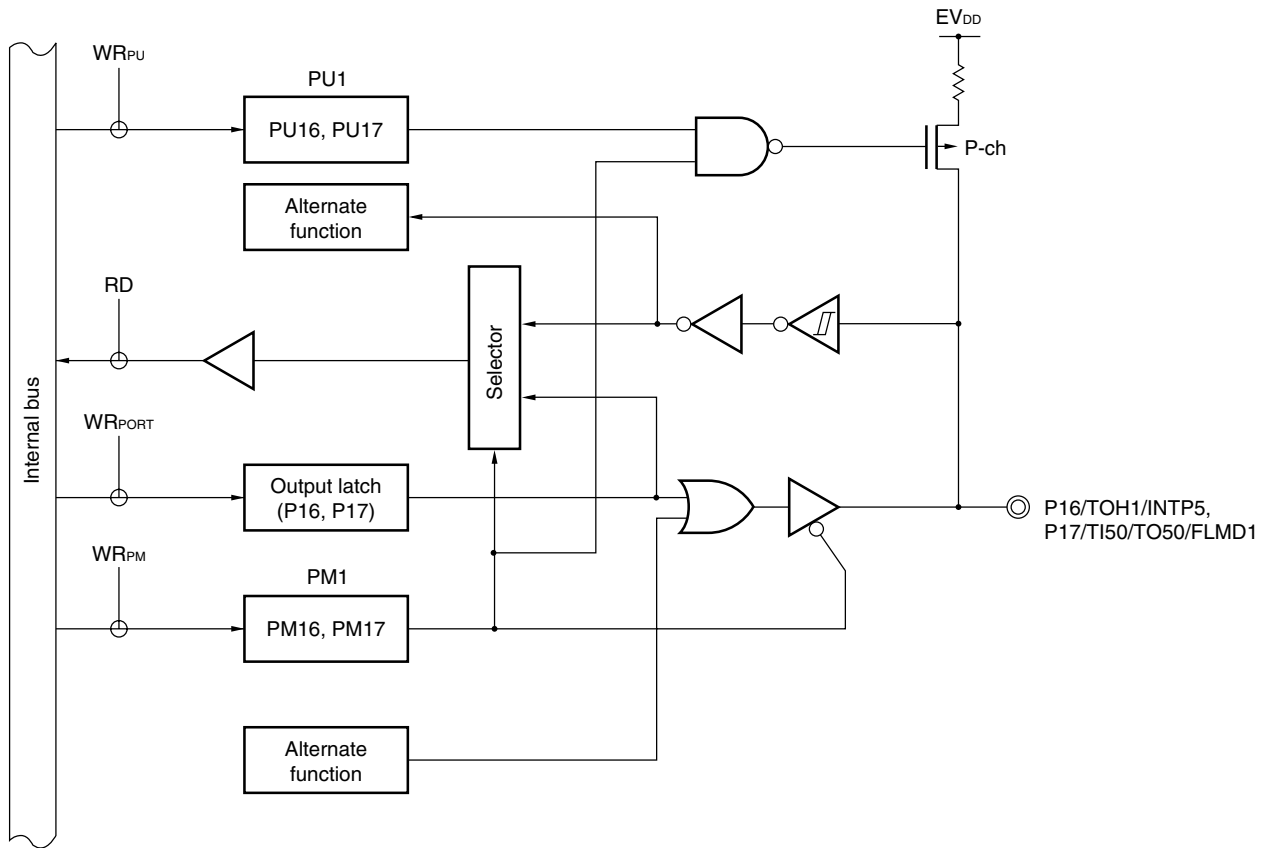 EVDD
WRPU
PU1
PU16, PU17
P-ch
Alternate
function
RD
Selector
Internal bus
WRPORT
Output latch
(P16, P17)
P16/TOH1/INTP5,
P17/TI50/TO50/FLMD1
WRPM
PM1
PM16, PM17
Alternate
function